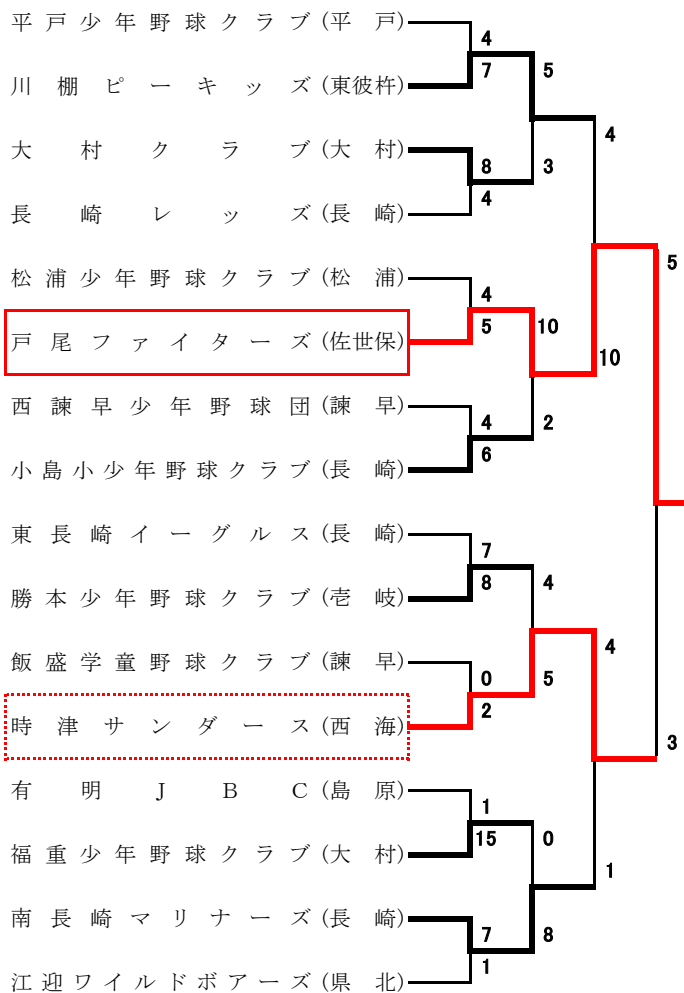 平戸少年野球クラブ(平 戸)
4
7
5
川棚ピーキッズ(東彼杵)
4
大村クラブ(大 村)
8
4
3
長崎レッズ(長 崎)
5
松浦少年野球クラブ(松 浦)
4
5
10
戸尾ファイターズ(佐世保)
10
西諫早少年野球団(諫 早)
4
6
2
小島小少年野球クラブ(長 崎)
東長崎イーグルス(長 崎)
7
8
4
勝本少年野球クラブ(壱 岐)
4
飯盛学童野球クラブ(諫 早)
0
2
5
時津サンダース(西 海)
3
有明JBC(島 原)
1
15
0
福重少年野球クラブ(大 村)
1
南長崎マリナーズ(長 崎)
7
1
8
江迎ワイルドボアーズ(県 北)